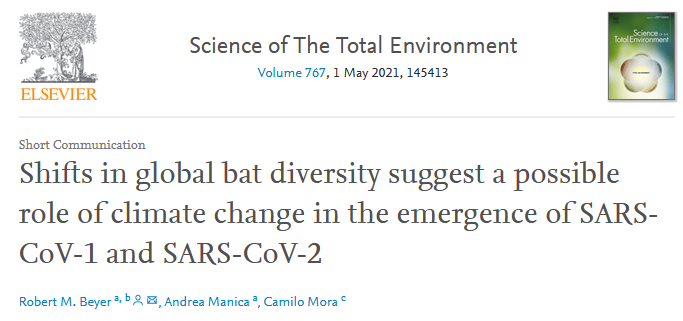 Science of The Total Environment
Volume 767, 1 May 2021, 145413
ELSEVIER
Science of the
Total Environment
Short Communication
Shifts in global bat diversity suggest a possible
role of climate change in the emergence of SARS-
CoV-1 and SARS-CoV-2
Robert M. Beyer a, b, Andrea Manica a, Camilo Mora c